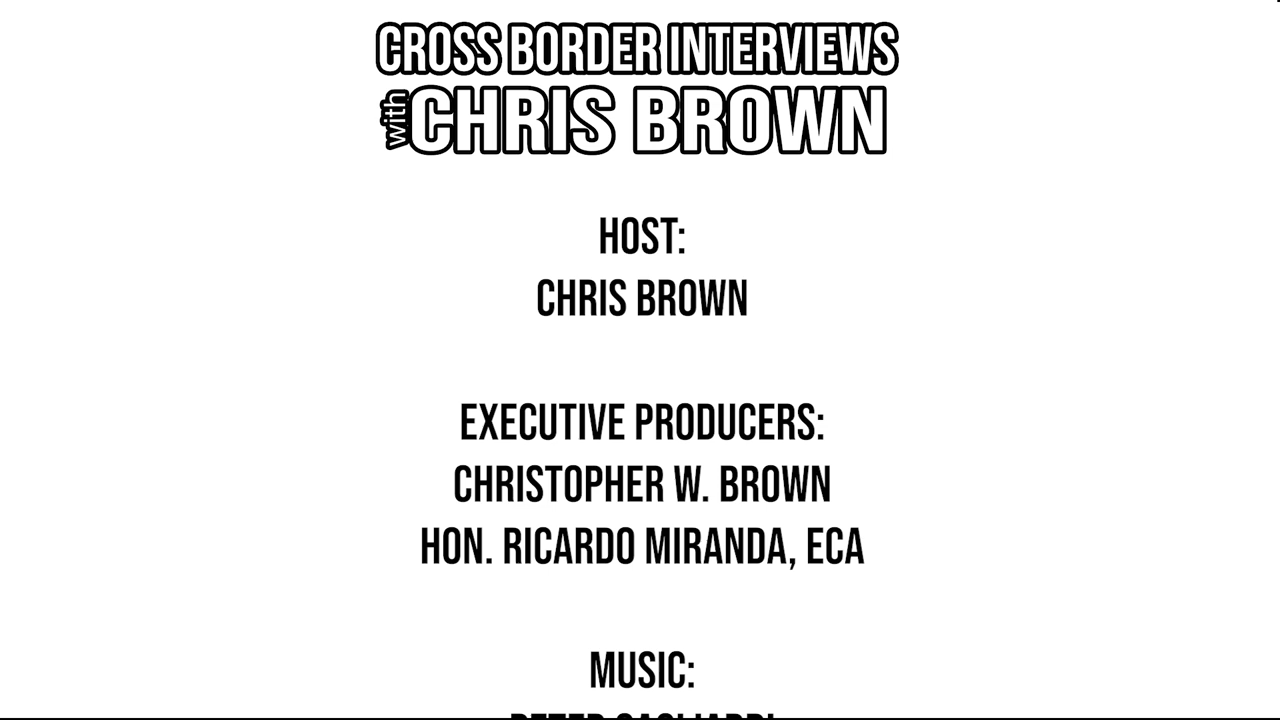 CROSS BORDER INTERVIEWS
with CHRIS BROWN
HOST:
CHRIS BROWN
EXECUTIVE PRODUCERS:
CHRISTOPHER W. BROWN
HON. RICARDO MIRANDA, ECA
MUSIC: